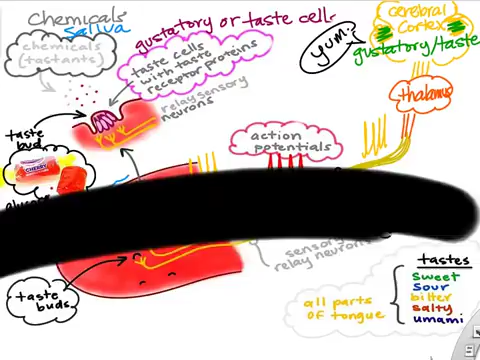 Chemicals
saliva
chemicals
(tastants)
gustatory or taste cells
taste cells
with taste
receptor proteins
relay sensory
neurons
yum!
cerebral
cortex
gustatory/taste
thalamus
taste
bud
CHERRY
action
potentials
sensory
relay neurons
taste
buds
all parts
of tongue
tastes
sweet
sour
bitter
salty
umami